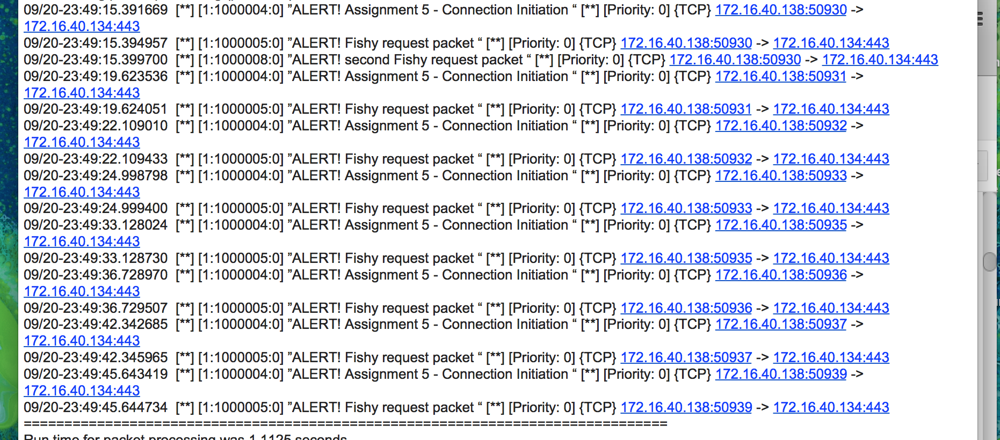 09/20-23:49:15.391669  [**] [1:1000004:0] ”ALERT! Assignment 5 - Connection Initiation “ [**] [Priority: 0] {TCP} 172.16.40.138:50930 ->
172.16.40.134:443
09/20-23:49:15.394957  [**] [1:1000005:0] ”ALERT! Fishy request packet “ [**] [Priority: 0] {TCP} 172.16.40.138:50930 -> 172.16.40.134:443
09/20-23:49:15.399700  [**] [1:1000008:0] ”ALERT! second Fishy request packet “ [**] [Priority: 0] {TCP} 172.16.40.138:50930 -> 172.16.40.134:443
09/20-23:49:19.623536  [**] [1:1000004:0] ”ALERT! Assignment 5 - Connection Initiation “ [**] [Priority: 0] {TCP} 172.16.40.138:50931 ->
172.16.40.134:443
09/20-23:49:19.624051  [**] [1:1000005:0] ”ALERT! Fishy request packet “ [**] [Priority: 0] {TCP} 172.16.40.138:50931 -> 172.16.40.134:443
09/20-23:49:22.109010  [**] [1:1000004:0] ”ALERT! Assignment 5 - Connection Initiation “ [**] [Priority: 0] {TCP} 172.16.40.138:50932 ->
172.16.40.134:443
09/20-23:49:22.109433  [**] [1:1000005:0] ”ALERT! Fishy request packet “ [**] [Priority: 0] {TCP} 172.16.40.138:50932 -> 172.16.40.134:443
09/20-23:49:24.998798  [**] [1:1000004:0] ”ALERT! Assignment 5 - Connection Initiation “ [**] [Priority: 0] {TCP} 172.16.40.138:50933 ->
172.16.40.134:443
09/20-23:49:24.999400  [**] [1:1000005:0] ”ALERT! Fishy request packet “ [**] [Priority: 0] {TCP} 172.16.40.138:50933 -> 172.16.40.134:443
09/20-23:49:33.128024  [**] [1:1000004:0] ”ALERT! Assignment 5 - Connection Initiation “ [**] [Priority: 0] {TCP} 172.16.40.138:50935 ->
172.16.40.134:443
09/20-23:49:33.128730  [**] [1:1000005:0] ”ALERT! Fishy request packet “ [**] [Priority: 0] {TCP} 172.16.40.138:50935 -> 172.16.40.134:443
09/20-23:49:36.728970  [**] [1:1000004:0] ”ALERT! Assignment 5 - Connection Initiation “ [**] [Priority: 0] {TCP} 172.16.40.138:50936 ->
172.16.40.134:443
09/20-23:49:36.729507  [**] [1:1000005:0] ”ALERT! Fishy request packet “ [**] [Priority: 0] {TCP} 172.16.40.138:50936 -> 172.16.40.134:443
09/20-23:49:42.342685  [**] [1:1000004:0] ”ALERT! Assignment 5 - Connection Initiation “ [**] [Priority: 0] {TCP} 172.16.40.138:50937 ->
172.16.40.134:443
09/20-23:49:42.345965  [**] [1:1000005:0] ”ALERT! Fishy request packet “ [**] [Priority: 0] {TCP} 172.16.40.138:50937 -> 172.16.40.134:443
09/20-23:49:45.643419  [**] [1:1000004:0] ”ALERT! Assignment 5 - Connection Initiation “ [**] [Priority: 0] {TCP} 172.16.40.138:50939 ->
172.16.40.134:443
09/20-23:49:45.644734  [**] [1:1000005:0] ”ALERT! Fishy request packet “ [**] [Priority: 0] {TCP} 172.16.40.138:50939 -> 172.16.40.134:443
===============================================================================
Run time for packet processing was 1.1125 seconds